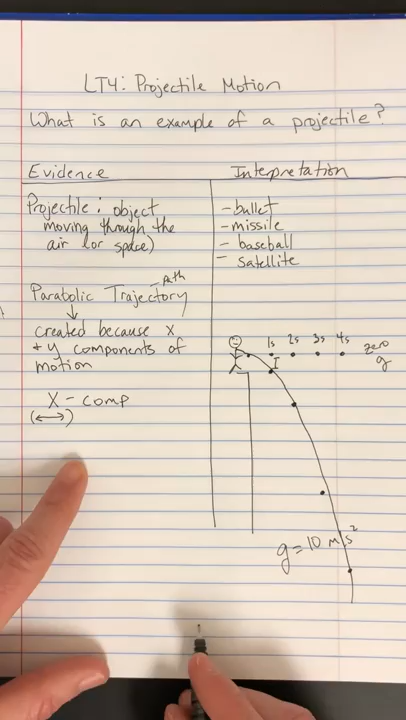 LT4: Projectile Motion
What is an example of a projectile?
Evidence
Interpretation
Projectile: object
moving through the
air (or space)
- bullet
- missile
- baseball
- satellite
- Path
Parabolic Trajectory
↓
created because x
+ y components of
motion
X - comp
(↔)
1s 2s 3s 4s zero
g
I
g = 10 m/s²